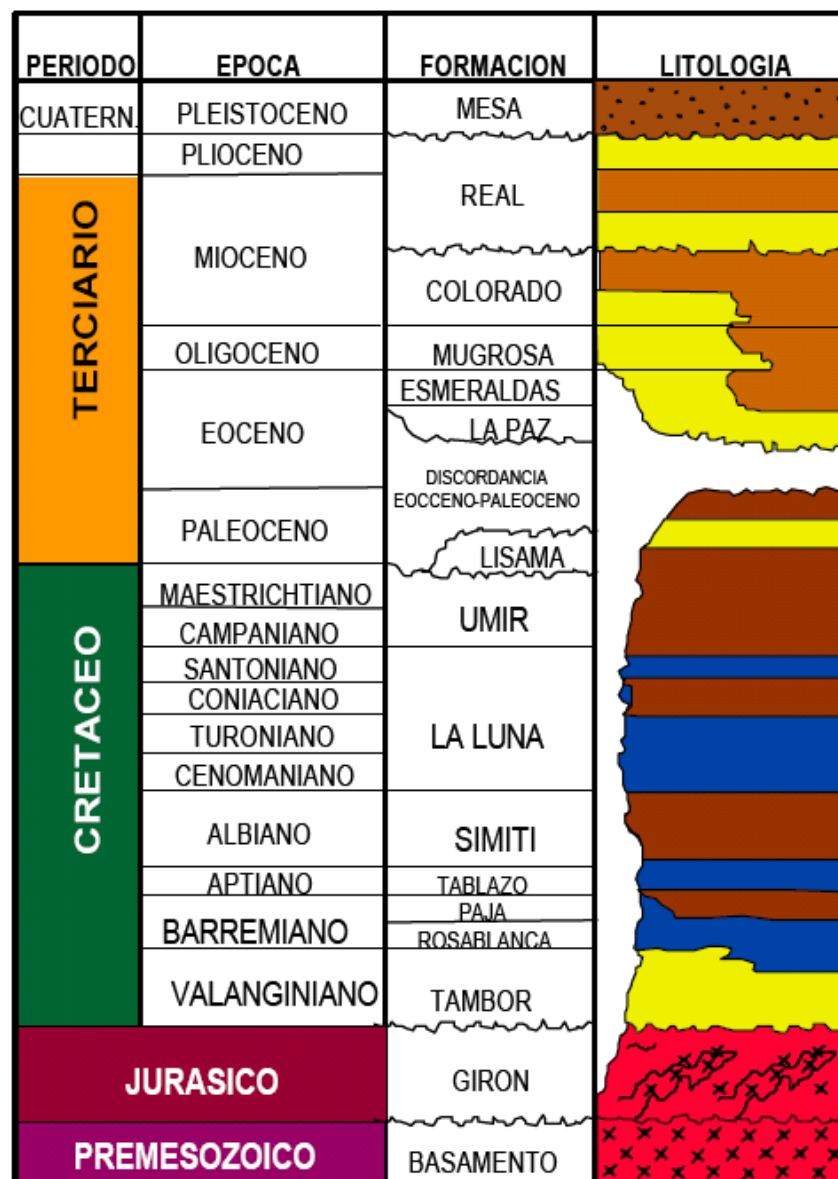 PERIODO EPOCA FORMACION LITOLOGIA
CUATERN. PLEISTOCENO MESA
PLIOCENO
REAL
TERCIARIO
MIOCENO
COLORADO
OLIGOCENO MUGROSA
ESMERALDAS
EOCENO LA PAZ
DISCORDANCIA
EOCCENO-PALEOCENO
PALEOCENO
LISAMA
CRETACEO
MAESTRICHTIANO
UMIR
CAMPANIANO
SANTONIANO
CONIACIANO
TURONIANO LA LUNA
CENOMANIANO
ALBIANO SIMITI
APTIANO TABLAZO
PAJA
BARREMIANO ROSABLANCA
VALANGINIANO TAMBOR
JURASICO GIRON
PREMESOZOICO BASAMENTO